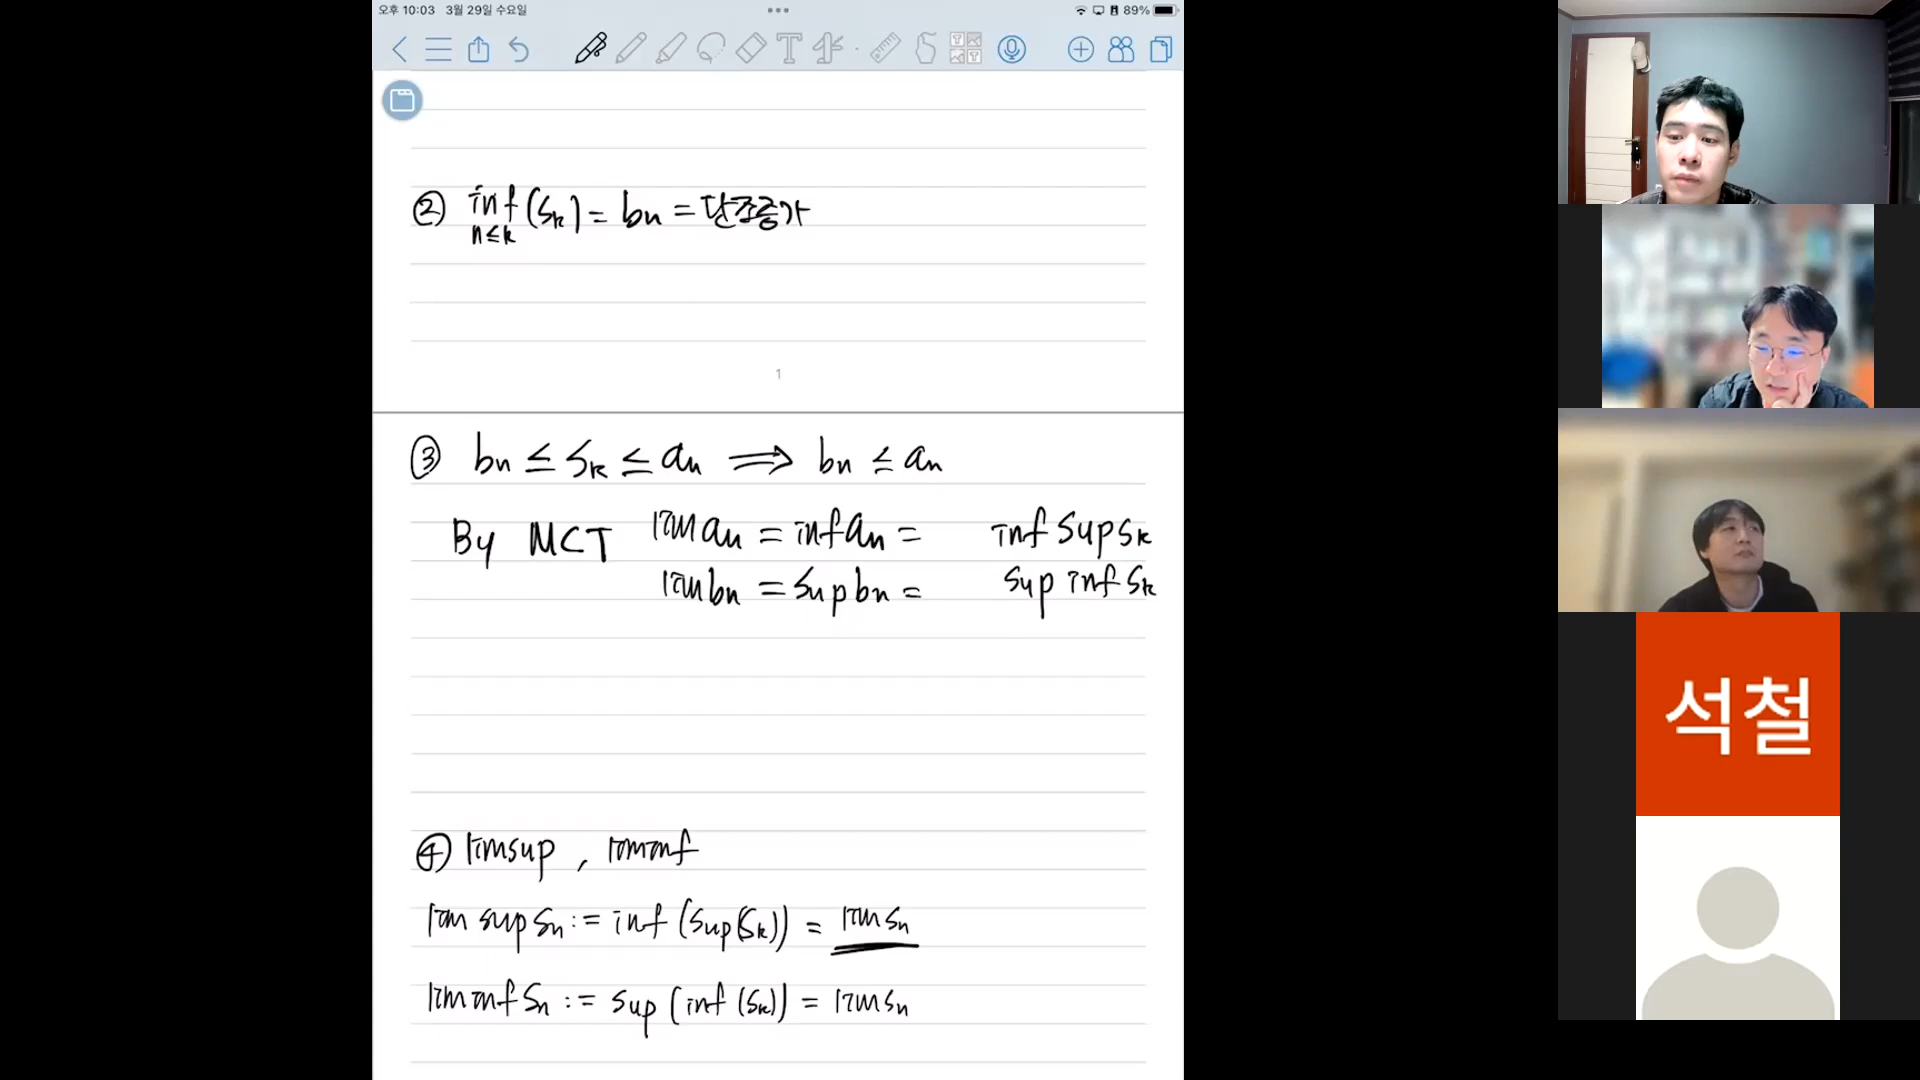 오후 10:03 3월 29일 수요일
89%
② inf (Sk) = bn = 단조증가
n≤k
1
③ bn ≤ Sk ≤ an ⟹ bn ≤ an
By MCT lim an = inf an = inf sup Sk
lim bn = sup bn = sup inf Sk
④ limsup , liminf
lim sup Sn := inf (sup(Sk)) = lim Sn
lim inf Sn := sup (inf (Sk)) = lim Sn
석철